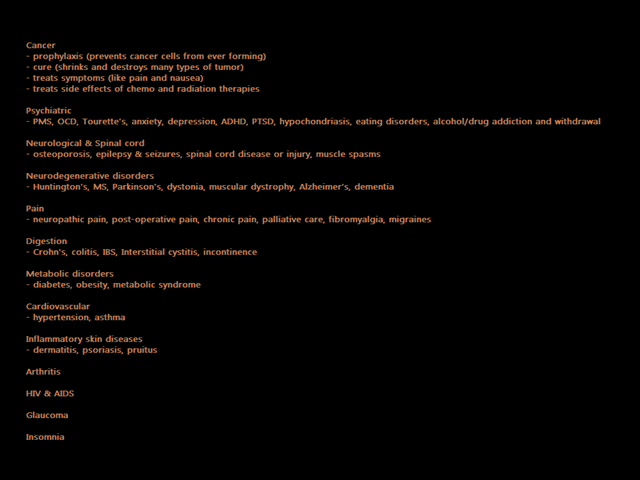 Cancer
- prophylaxis (prevents cancer cells from ever forming)
- cure (shrinks and destroys many types of tumor)
- treats symptoms (like pain and nausea)
- treats side effects of chemo and radiation therapies
Psychiatric
- PMS, OCD, Tourette's, anxiety, depression, ADHD, PTSD, hypochondriasis, eating disorders, alcohol/drug addiction and withdrawal
Neurological & Spinal cord
- osteoporosis, epilepsy & seizures, spinal cord disease or injury, muscle spasms
Neurodegenerative disorders
- Huntington's, MS, Parkinson's, dystonia, muscular dystrophy, Alzheimer's, dementia
Pain
- neuropathic pain, post-operative pain, chronic pain, palliative care, fibromyalgia, migraines
Digestion
- Crohn's, colitis, IBS, Interstitial cystitis, incontinence
Metabolic disorders
- diabetes, obesity, metabolic syndrome
Cardiovascular
- hypertension, asthma
Inflammatory skin diseases
- dermatitis, psoriasis, pruitus
Arthritis
HIV & AIDS
Glaucoma
Insomnia